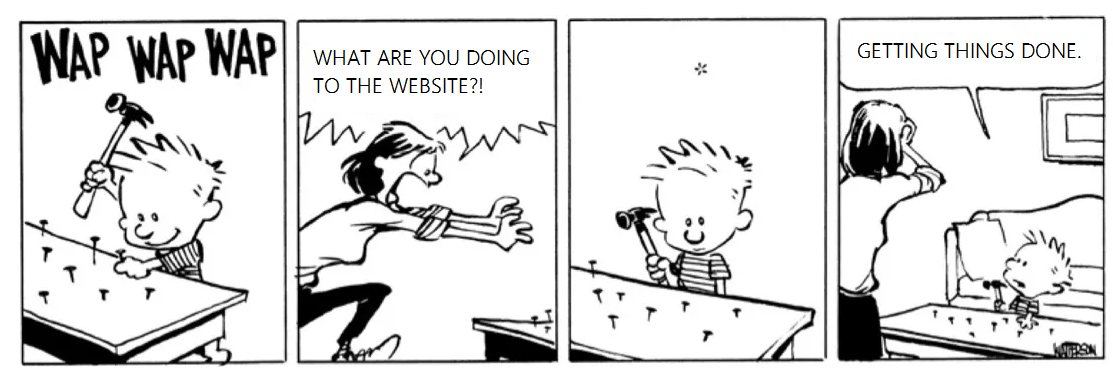 WAP WAP WAP
WHAT ARE YOU DOING
TO THE WEBSITE?!
*
GETTING THINGS DONE.
WATTERSON